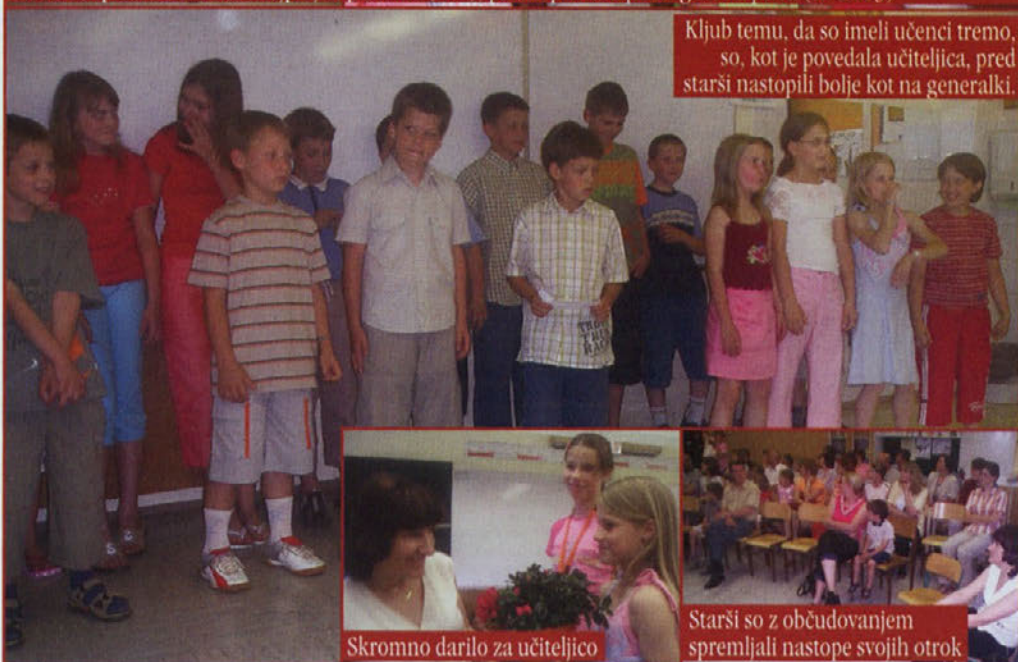 Kljub temu, da so imeli učenci tremo,
so, kot je povedala učiteljica, pred
starši nastopili bolje kot na generalki.
Skromno darilo za učiteljico
Starši so z občudovanjem
spremljali nastope svojih otrok